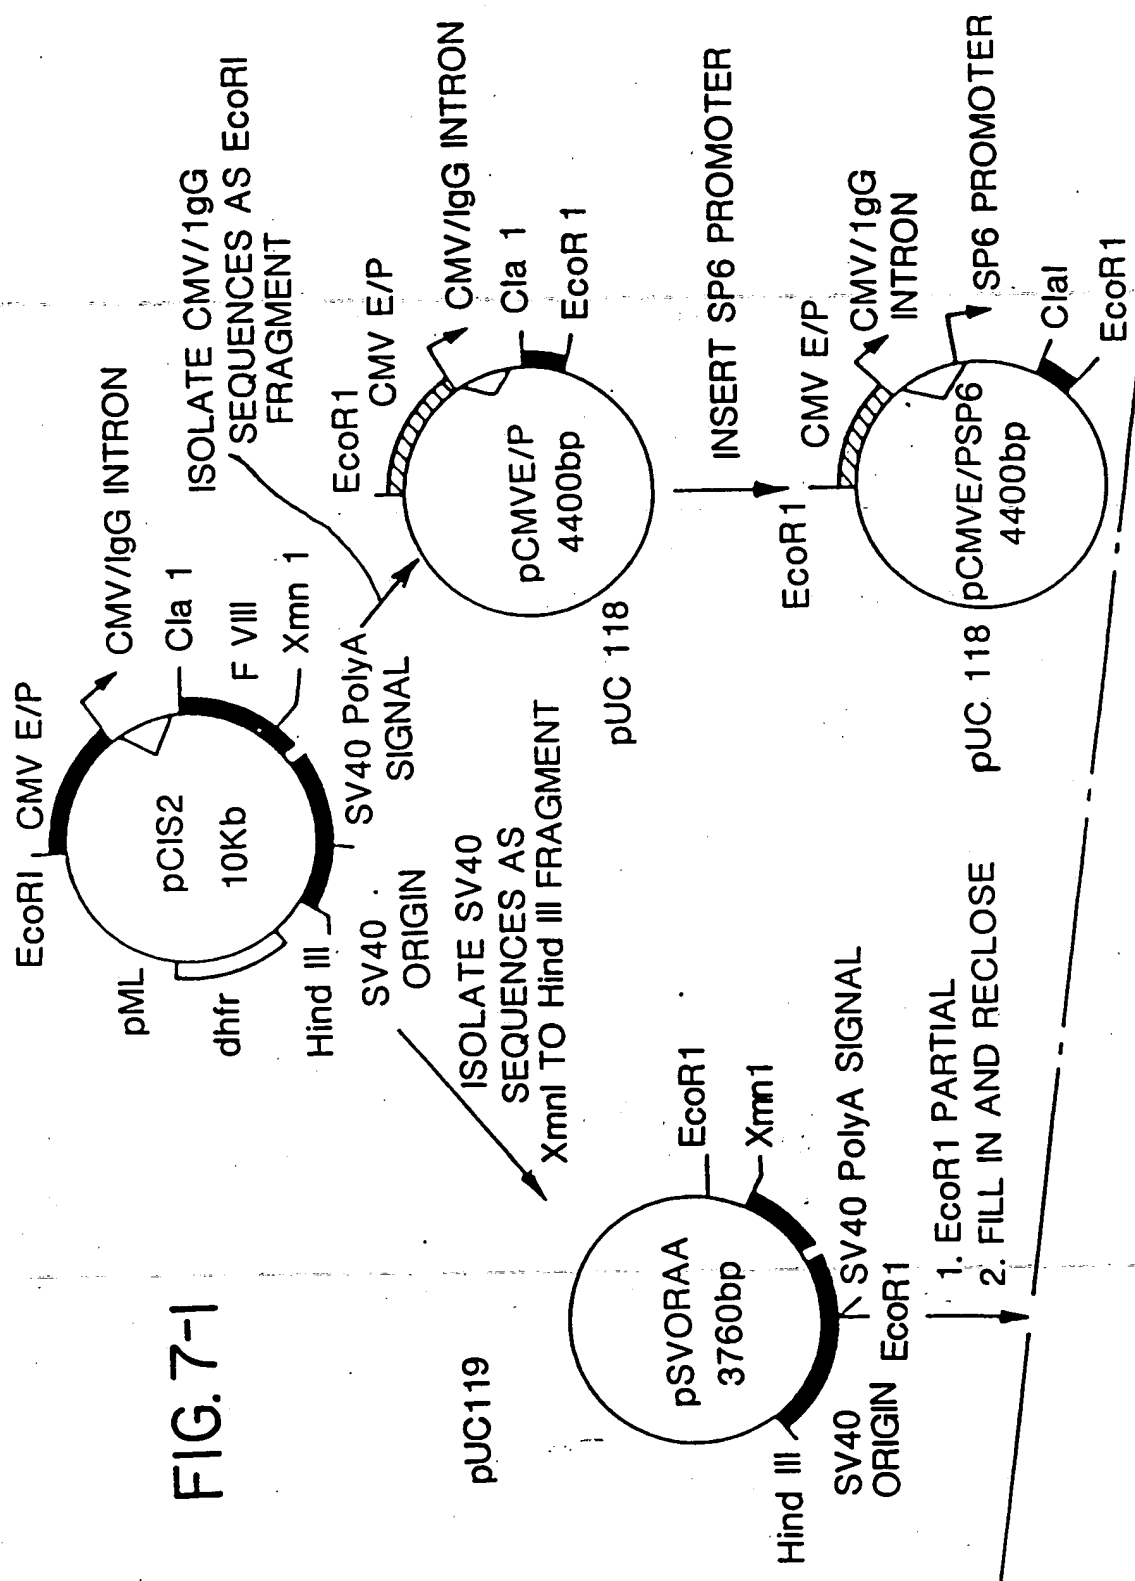 FIG. 7-1
EcoRI
CMV E/P
CMV/IgG INTRON
Cla 1
F VIII
Xmn 1
SV40 PolyA
SIGNAL
SV40
ORIGIN
Hind III
dhfr
pML
pCIS2
10Kb
ISOLATE CMV/1gG
SEQUENCES AS EcoRI
FRAGMENT
ISOLATE SV40
SEQUENCES AS
XmnI TO Hind III FRAGMENT
EcoR1
CMV E/P
CMV/IgG INTRON
Cla 1
EcoR 1
pCMVE/P
4400bp
pUC 118
INSERT SP6 PROMOTER
EcoR1
CMV E/P
CMV/1gG
INTRON
SP6 PROMOTER
ClaI
EcoR1
pCMVE/PSP6
4400bp
pUC 118
pUC119
EcoR1
Xmn1
pSVORAA
3760bp
Hind III
SV40
ORIGIN
SV40 PolyA SIGNAL
EcoR1
1. EcoR1 PARTIAL
2. FILL IN AND RECLOSE